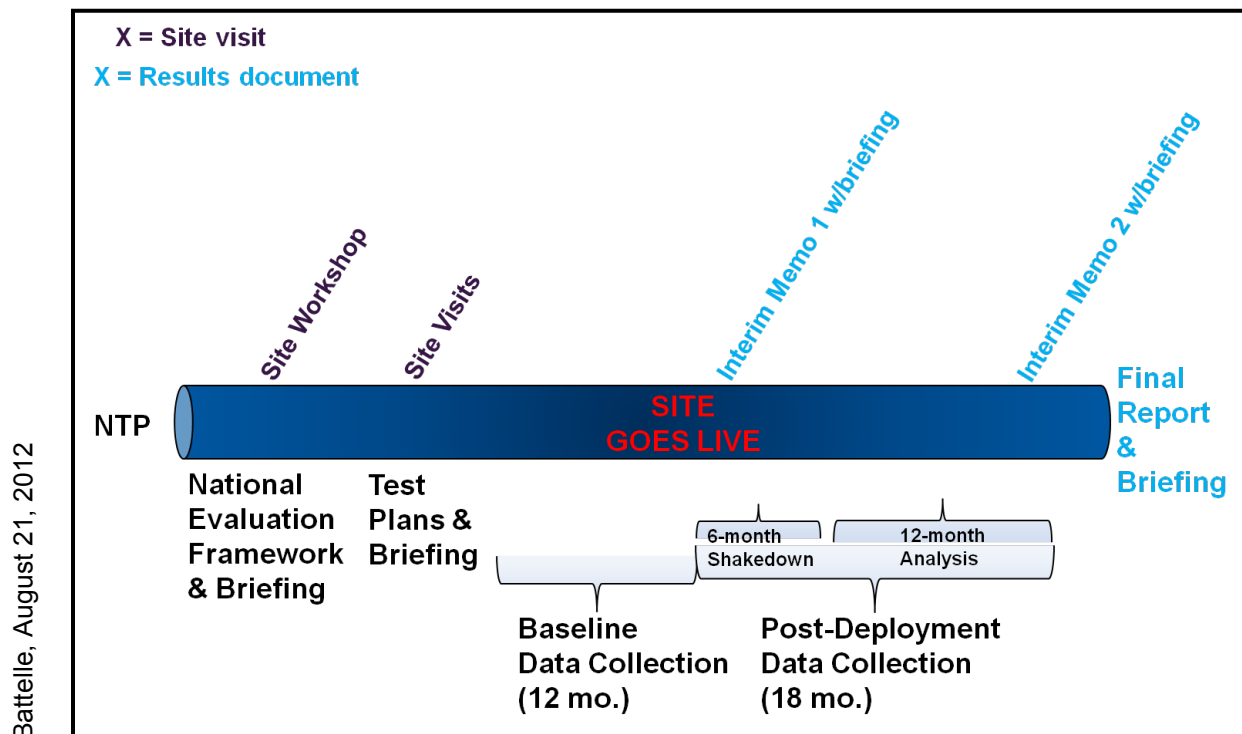 X = Site visit
X = Results document
Site Workshop
Site Visits
Interim Memo 1 w/briefing
Interim Memo 2 w/briefing
NTP
SITE
GOES LIVE
Final
Report
&
Briefing
National
Evaluation
Framework
& Briefing
Test
Plans &
Briefing
6-month
Shakedown
12-month
Analysis
Baseline
Data Collection
(12 mo.)
Post-Deployment
Data Collection
(18 mo.)
Battelle, August 21, 2012